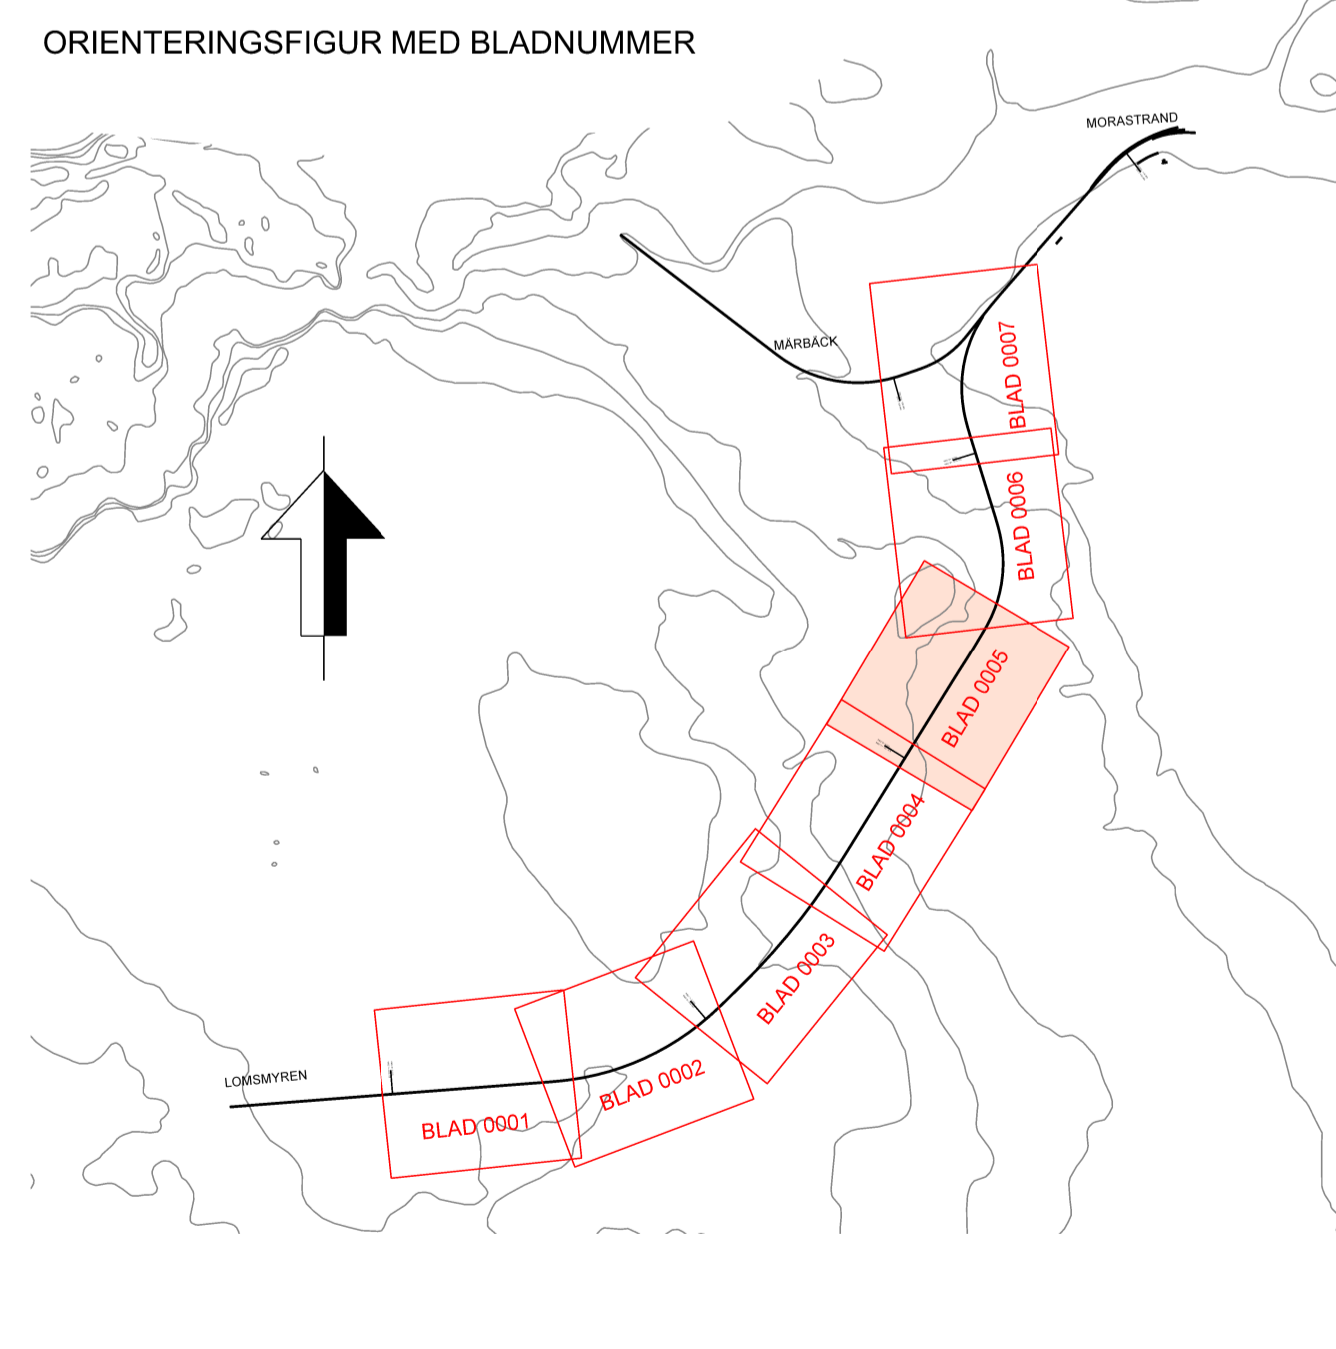 ORIENTERINGSFIGUR MED BLADNUMMER
MORASTRAND
MÄRBÄCK
BLAD 0007
BLAD 0006
BLAD 0005
BLAD 0004
BLAD 0003
BLAD 0002
BLAD 0001
LOMSMYREN